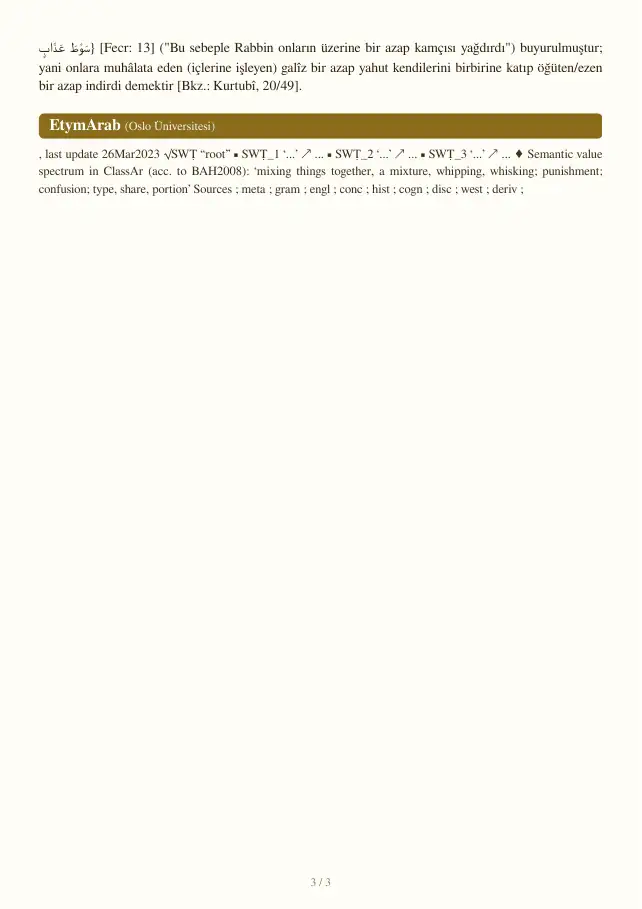 سَوْطَ عَذَابٍ} [Fecr: 13] ("Bu sebeple Rabbin onların üzerine bir azap kamçısı yağdırdı") buyurulmuştur;
yani onlara muhâlata eden (içlerine işleyen) galîz bir azap yahut kendilerini birbirine katıp öğüten/ezen
bir azap indirdi demektir [Bkz.: Kurtubî, 20/49].
EtymArab (Oslo Üniversitesi)
, last update 26Mar2023 √SWṬ “root” ▪ SWṬ_1 ‘...’ ↗ ... ▪ SWṬ_2 ‘...’ ↗ ... ▪ SWṬ_3 ‘...’ ↗ ... ♦ Semantic value
spectrum in ClassAr (acc. to BAH2008): ‘mixing things together, a mixture, whipping, whisking; punishment;
confusion; type, share, portion’ Sources ; meta ; gram ; engl ; conc ; hist ; cogn ; disc ; west ; deriv ;
3 / 3